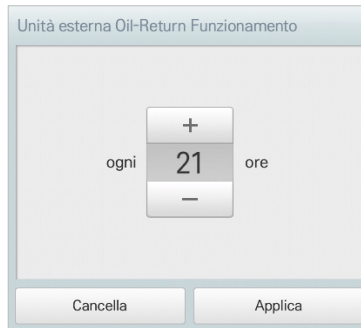 Unità esterna Oil-Return Funzionamento
+
ogni 21 ore
—
Cancella Applica